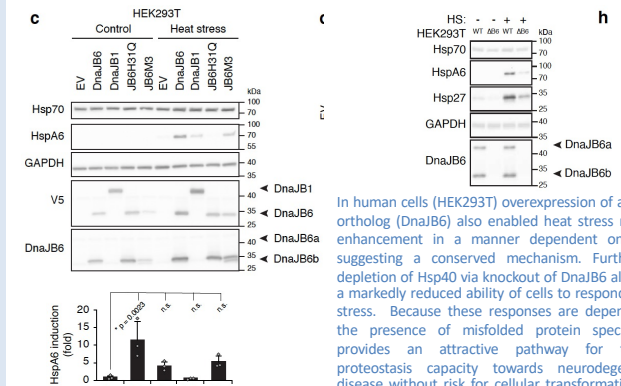 c
HEK293T
Control Heat stress
EV DnaJB6 DnaJB1 JB6H31Q JB6M3 EV DnaJB6 DnaJB1 JB6H31Q JB6M3
kDa
Hsp70 100 70
HspA6 100 70 55
GAPDH 40 35
V5 40 35 25 DnaJB1 DnaJB6
DnaJB6 40 35 25 DnaJB6a DnaJB6b
HspA6 induction (fold)
20
15
10
5
0
* p = 0.0023 n.s. n.s. n.s.
h
HS: - - + +
HEK293T WT ΔB6 WT ΔB6 kDa
Hsp70 100 70
HspA6 100 70
Hsp27 35 25
GAPDH 40 35
DnaJB6 40 35 25 DnaJB6a DnaJB6b
In human cells (HEK293T) overexpression of a
ortholog (DnaJB6) also enabled heat stress
enhancement in a manner dependent on
suggesting a conserved mechanism. Furth
depletion of Hsp40 via knockout of DnaJB6 al
a markedly reduced ability of cells to respon
stress. Because these responses are depen
the presence of misfolded protein spec
provides an attractive pathway for
proteostasis capacity towards neurodege
disease without risk for cellular transformat